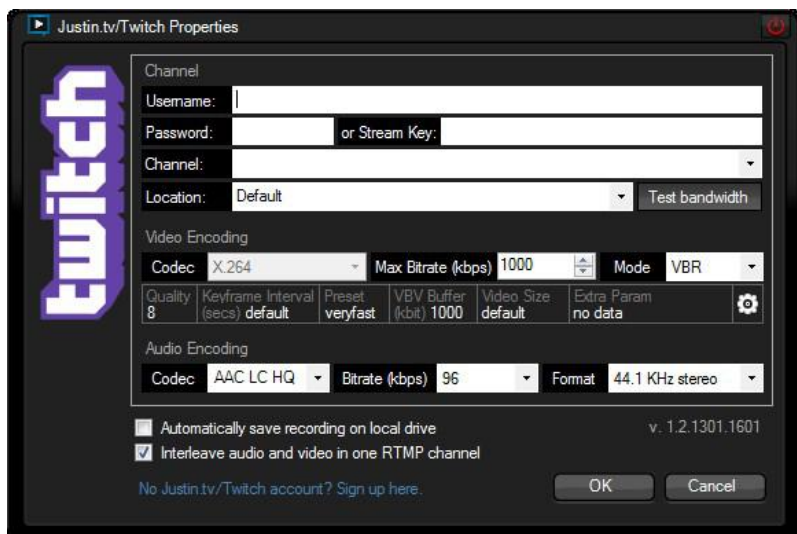 Justin.tv/Twitch Properties
twitch
Channel
Username:
Password: or Stream Key:
Channel:
Location: Default Test bandwidth
Video Encoding
Codec X.264 Max Bitrate (kbps) 1000 Mode VBR
Quality Keyframe Interval Preset VBV Buffer Video Size Extra Param
8 (secs) default veryfast (kbit) 1000 default no data
Audio Encoding
Codec AAC LC HQ Bitrate (kbps) 96 Format 44.1 KHz stereo
Automatically save recording on local drive v. 1.2.1301.1601
Interleave audio and video in one RTMP channel
No Justin.tv/Twitch account? Sign up here. OK Cancel